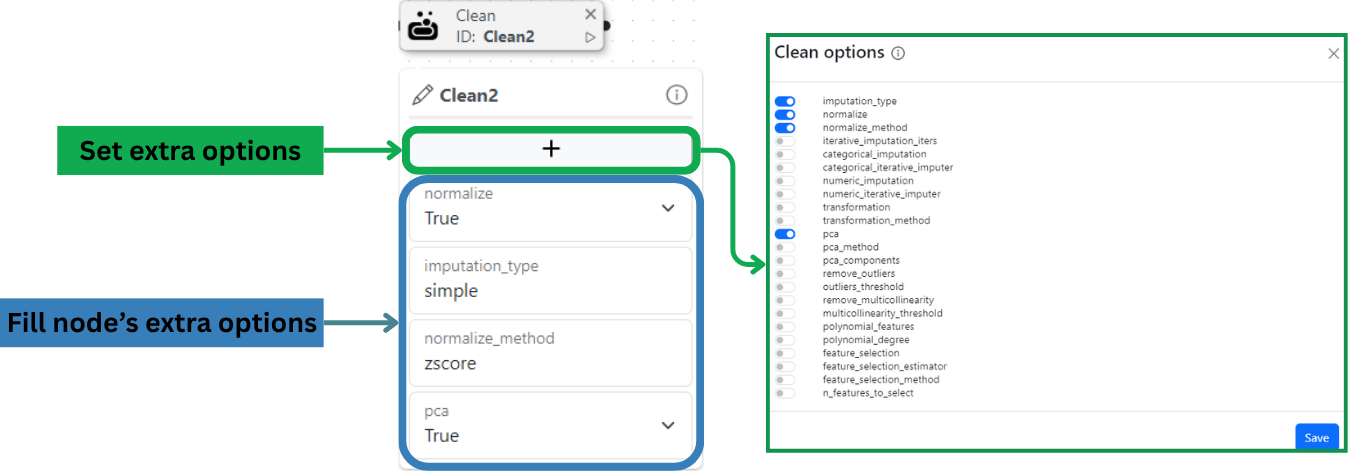 Clean
ID: Clean2
Clean2
Set extra options
+
Fill node's extra options
normalize
True
imputation_type
simple
normalize_method
zscore
pca
True
Clean options
imputation_type
normalize
normalize_method
iterative_imputation_iters
categorical_imputation
categorical_iterative_imputer
numeric_imputation
numeric_iterative_imputer
transformation
transformation_method
pca
pca_method
pca_components
remove_outliers
outliers_threshold
remove_multicollinearity
multicollinearity_threshold
polynomial_features
polynomial_degree
feature_selection
feature_selection_estimator
feature_selection_method
n_features_to_select
Save